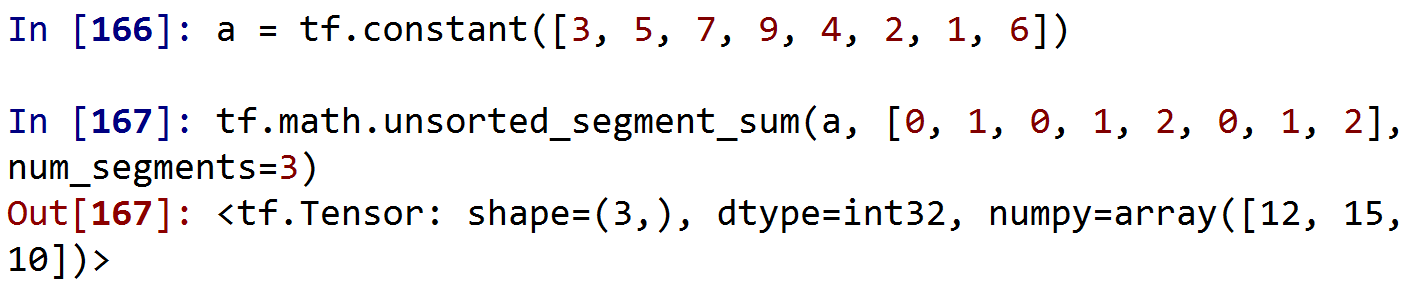 In [166]: a = tf.constant([3, 5, 7, 9, 4, 2, 1, 6])
In [167]: tf.math.unsorted_segment_sum(a, [0, 1, 0, 1, 2, 0, 1, 2],
num_segments=3)
Out[167]: <tf.Tensor: shape=(3,), dtype=int32, numpy=array([12, 15,
10])>